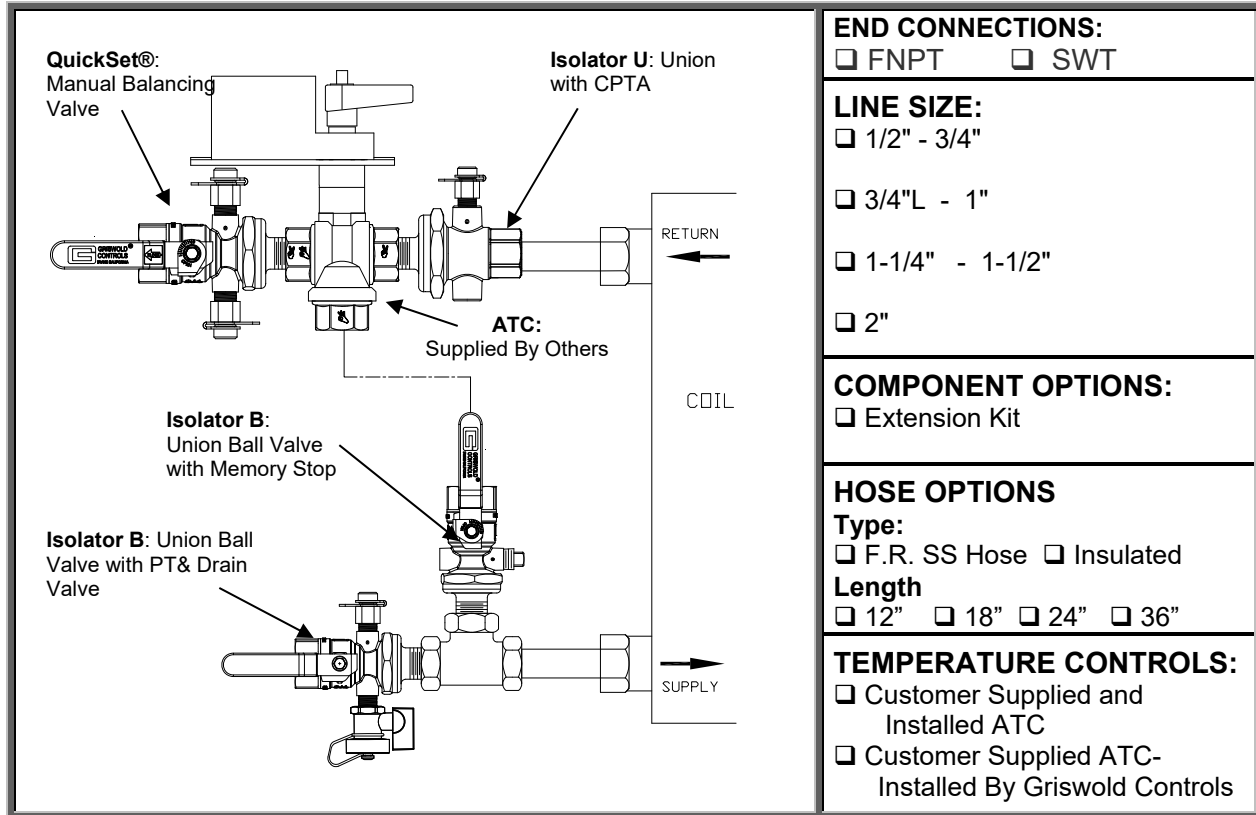 QuickSet®:
Manual Balancing
Valve
Isolator U: Union
with CPTA
GRISWOLD
CONTROLS
RETURN
ATC:
Supplied By Others
COIL
Isolator B:
Union Ball Valve
with Memory Stop
GRISWOLD
CONTROLS
Isolator B: Union Ball
Valve with PT& Drain
Valve
SUPPLY
END CONNECTIONS:
❑ FNPT ❑ SWT
LINE SIZE:
❑ 1/2" - 3/4"
❑ 3/4"L - 1"
❑ 1-1/4" - 1-1/2"
❑ 2"
COMPONENT OPTIONS:
❑ Extension Kit
HOSE OPTIONS
Type:
❑ F.R. SS Hose ❑ Insulated
Length
❑ 12” ❑ 18” ❑ 24” ❑ 36”
TEMPERATURE CONTROLS:
❑ Customer Supplied and
Installed ATC
❑ Customer Supplied ATC-
Installed By Griswold Controls